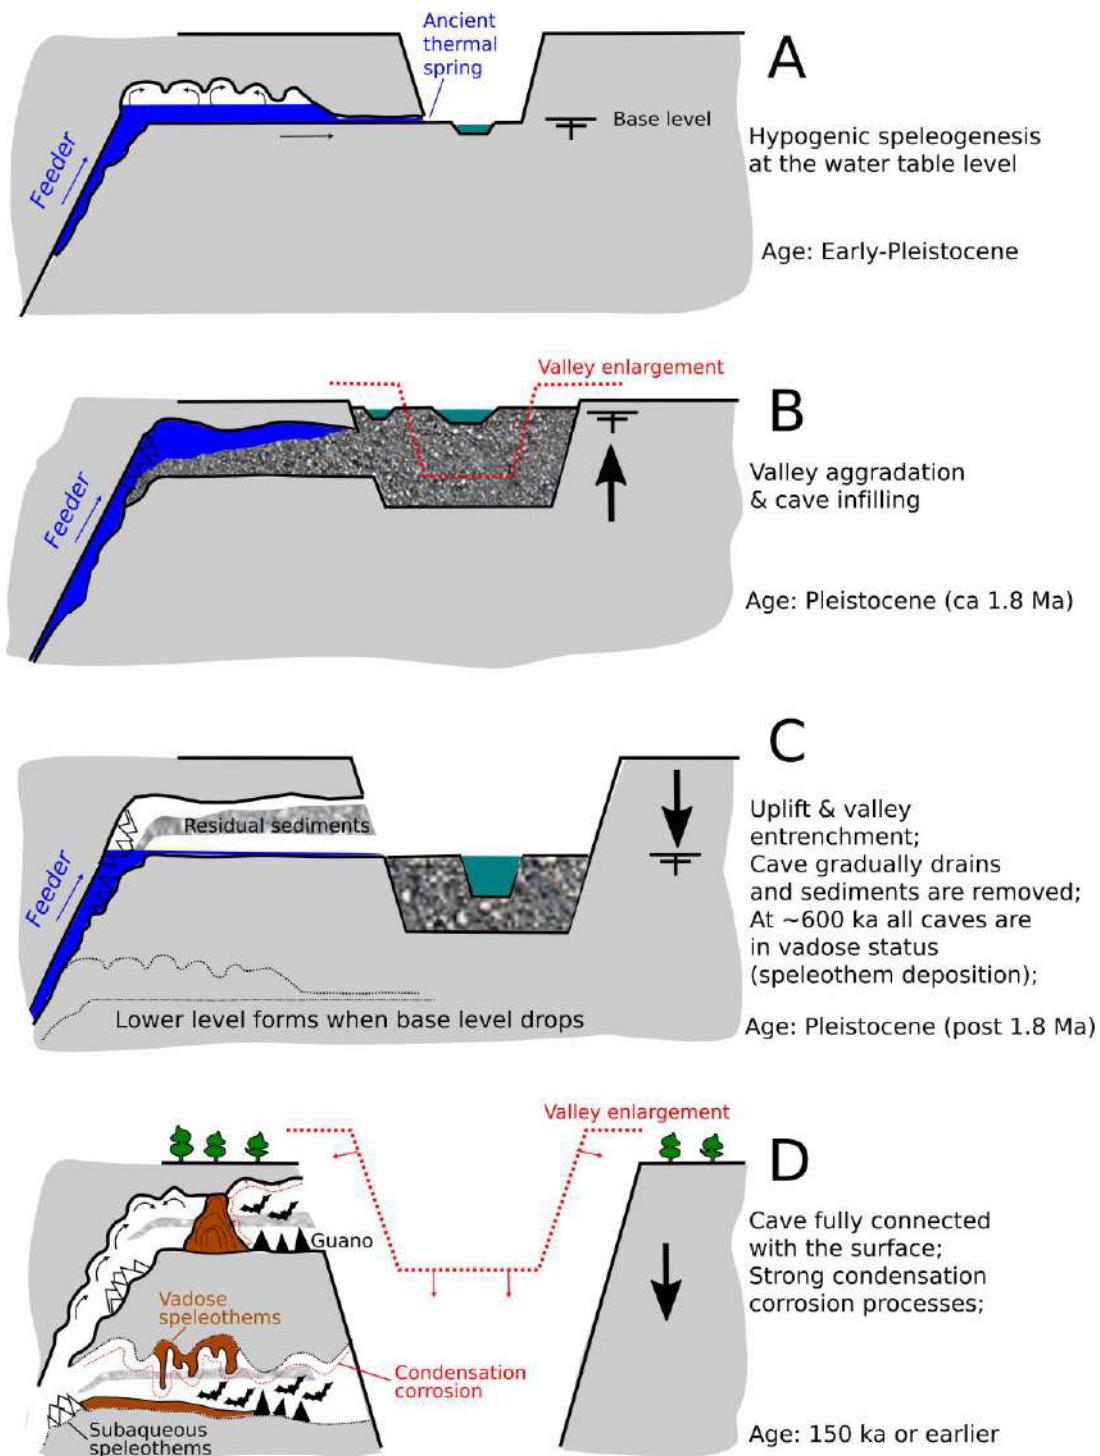 Ancient
thermal
spring
A
Base level
Hypogenic speleogenesis
at the water table level
Feeder
Age: Early-Pleistocene
Valley enlargement
B
Valley aggradation
& cave infilling
Feeder
Age: Pleistocene (ca 1.8 Ma)
C
Uplift & valley
entrenchment;
Cave gradually drains
and sediments are removed;
At ~600 ka all caves are
in vadose status
(speleothem deposition);
Residual sediments
Feeder
Lower level forms when base level drops
Age: Pleistocene (post 1.8 Ma)
Valley enlargement
D
Cave fully connected
with the surface;
Strong condensation
corrosion processes;
Guano
Vadose
speleothems
Condensation
corrosion
Subaqueous
speleothems
Age: 150 ka or earlier